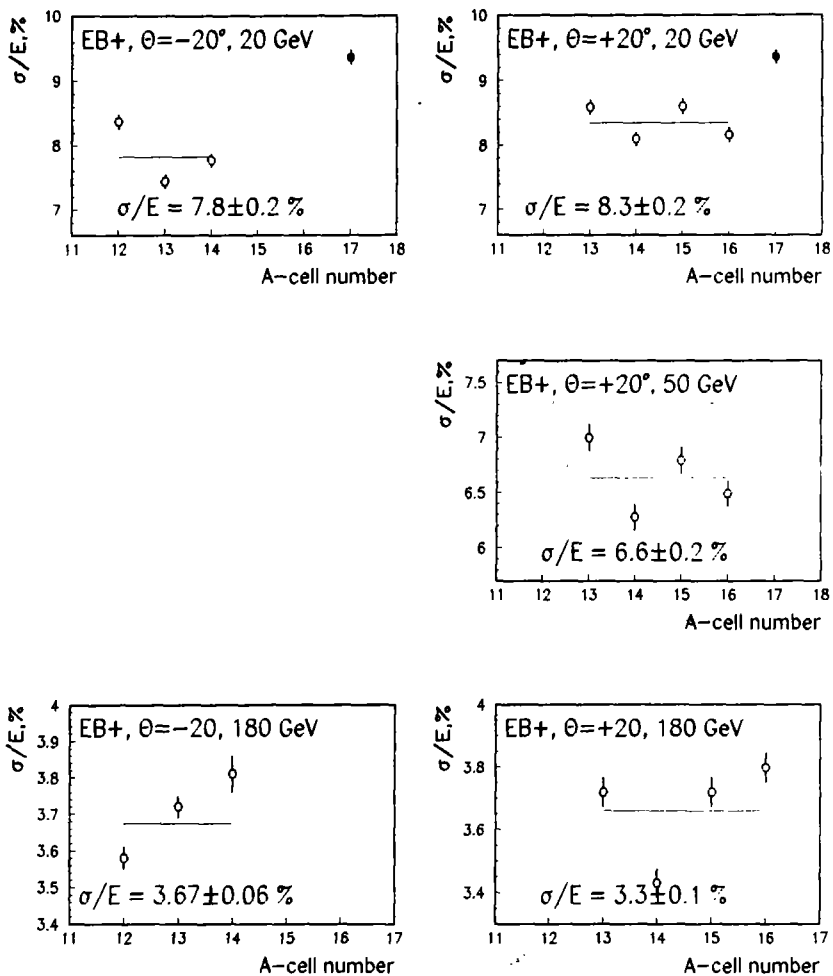 σ/E,%
EB+, Θ=−20°, 20 GeV
10
9
8
7
σ/E = 7.8±0.2 %
11 12 13 14 15 16 17 18
A-cell number
σ/E,%
EB+, Θ=+20°, 20 GeV
10
9
8
7
σ/E = 8.3±0.2 %
11 12 13 14 15 16 17 18
A-cell number
σ/E,%
EB+, Θ=+20°, 50 GeV
7.5
7
6.5
6
σ/E = 6.6±0.2 %
11 12 13 14 15 16 17 18
A-cell number
σ/E,%
EB+, Θ=−20, 180 GeV
4
3.9
3.8
3.7
3.6
3.5
3.4
σ/E = 3.67±0.06 %
11 12 13 14 15 16 17
A-cell number
σ/E,%
EB+, Θ=+20, 180 GeV
4
3.8
3.6
3.4
σ/E = 3.3±0.1 %
11 12 13 14 15 16 17
A-cell number